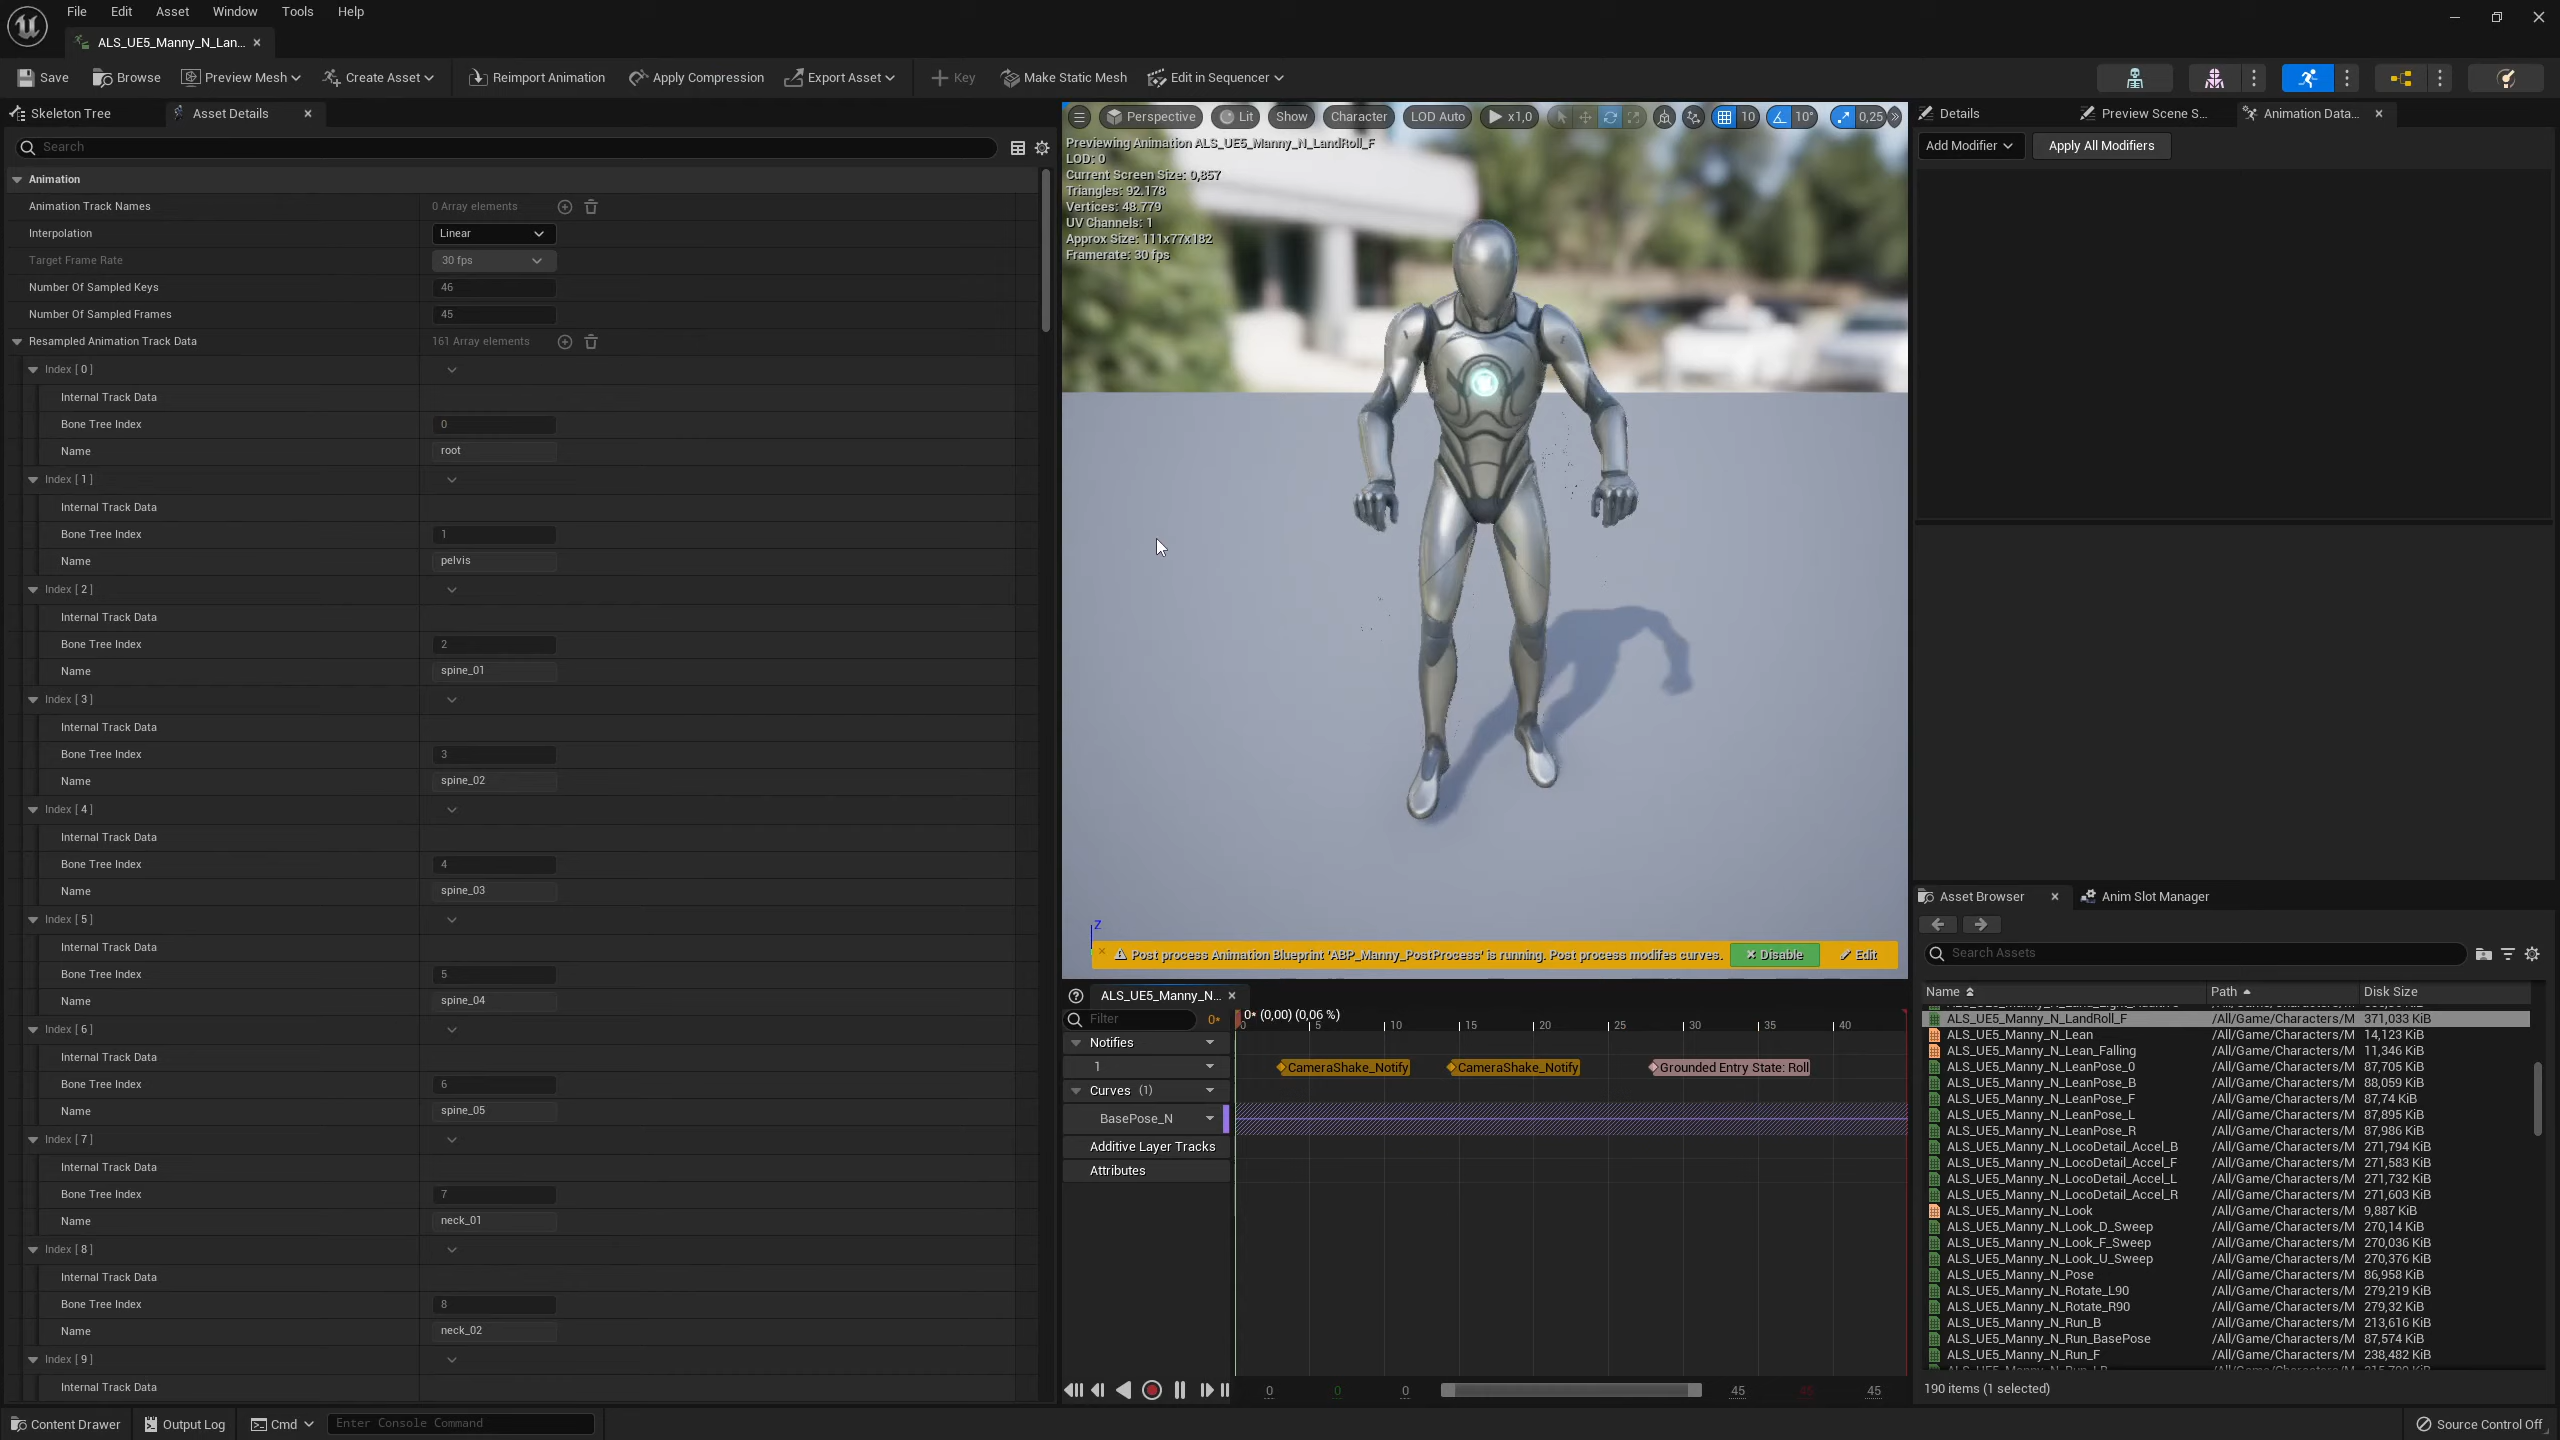 File Edit Asset Window Tools Help
ALS_UE5_Manny_N_Lan...
Save Browse Preview Mesh Create Asset Reimport Animation Apply Compression Export Asset Key Make Static Mesh Edit in Sequencer
Skeleton Tree Asset Details
Search
Animation
Animation Track Names 0 Array elements
Interpolation Linear
Target Frame Rate 30 fps
Number Of Sampled Keys 46
Number Of Sampled Frames 45
Resampled Animation Track Data 161 Array elements
Index [ 0 ]
Internal Track Data
Bone Tree Index 0
Name root
Index [ 1 ]
Internal Track Data
Bone Tree Index 1
Name pelvis
Index [ 2 ]
Internal Track Data
Bone Tree Index 2
Name spine_01
Index [ 3 ]
Internal Track Data
Bone Tree Index 3
Name spine_02
Index [ 4 ]
Internal Track Data
Bone Tree Index 4
Name spine_03
Index [ 5 ]
Internal Track Data
Bone Tree Index 5
Name spine_04
Index [ 6 ]
Internal Track Data
Bone Tree Index 6
Name spine_05
Index [ 7 ]
Internal Track Data
Bone Tree Index 7
Name neck_01
Index [ 8 ]
Internal Track Data
Bone Tree Index 8
Name neck_02
Index [ 9 ]
Internal Track Data
Perspective Lit Show Character LOD Auto x1,0 10 10° 0,25
Previewing Animation ALS_UE5_Manny_N_LandRoll_F
LOD: 0
Current Screen Size: 0,857
Triangles: 92.178
Vertices: 48.779
UV Channels: 1
Approx Size: 111x77x182
Framerate: 30 fps
Z
Post process Animation Blueprint 'ABP_Manny_PostProcess' is running. Post process modifes curves. Disable Edit
ALS_UE5_Manny_N...
Filter 0* 0* (0,00) (0,06 %)
0 5 10 15 20 25 30 35 40
Notifies
1 CameraShake_Notify CameraShake_Notify Grounded Entry State: Roll
Curves (1)
BasePose_N
Additive Layer Tracks
Attributes
0 0 0 45 45
Details Preview Scene S... Animation Data...
Add Modifier Apply All Modifiers
Asset Browser Anim Slot Manager
Search Assets
Name Path Disk Size
ALS_UE5_Manny_N_LandRoll_F /All/Game/Characters/M 371,033 KiB
ALS_UE5_Manny_N_Lean /All/Game/Characters/M 14,123 KiB
ALS_UE5_Manny_N_Lean_Falling /All/Game/Characters/M 11,346 KiB
ALS_UE5_Manny_N_LeanPose_0 /All/Game/Characters/M 87,705 KiB
ALS_UE5_Manny_N_LeanPose_B /All/Game/Characters/M 88,059 KiB
ALS_UE5_Manny_N_LeanPose_F /All/Game/Characters/M 87,74 KiB
ALS_UE5_Manny_N_LeanPose_L /All/Game/Characters/M 87,895 KiB
ALS_UE5_Manny_N_LeanPose_R /All/Game/Characters/M 87,986 KiB
ALS_UE5_Manny_N_LocoDetail_Accel_B /All/Game/Characters/M 271,794 KiB
ALS_UE5_Manny_N_LocoDetail_Accel_F /All/Game/Characters/M 271,583 KiB
ALS_UE5_Manny_N_LocoDetail_Accel_L /All/Game/Characters/M 271,732 KiB
ALS_UE5_Manny_N_LocoDetail_Accel_R /All/Game/Characters/M 271,603 KiB
ALS_UE5_Manny_N_Look /All/Game/Characters/M 9,887 KiB
ALS_UE5_Manny_N_Look_D_Sweep /All/Game/Characters/M 270,14 KiB
ALS_UE5_Manny_N_Look_F_Sweep /All/Game/Characters/M 270,036 KiB
ALS_UE5_Manny_N_Look_U_Sweep /All/Game/Characters/M 270,376 KiB
ALS_UE5_Manny_N_Pose /All/Game/Characters/M 86,958 KiB
ALS_UE5_Manny_N_Rotate_L90 /All/Game/Characters/M 279,219 KiB
ALS_UE5_Manny_N_Rotate_R90 /All/Game/Characters/M 279,32 KiB
ALS_UE5_Manny_N_Run_B /All/Game/Characters/M 213,616 KiB
ALS_UE5_Manny_N_Run_BasePose /All/Game/Characters/M 87,574 KiB
ALS_UE5_Manny_N_Run_F /All/Game/Characters/M 238,482 KiB
190 items (1 selected)
Content Drawer Output Log Cmd Enter Console Command Source Control Off